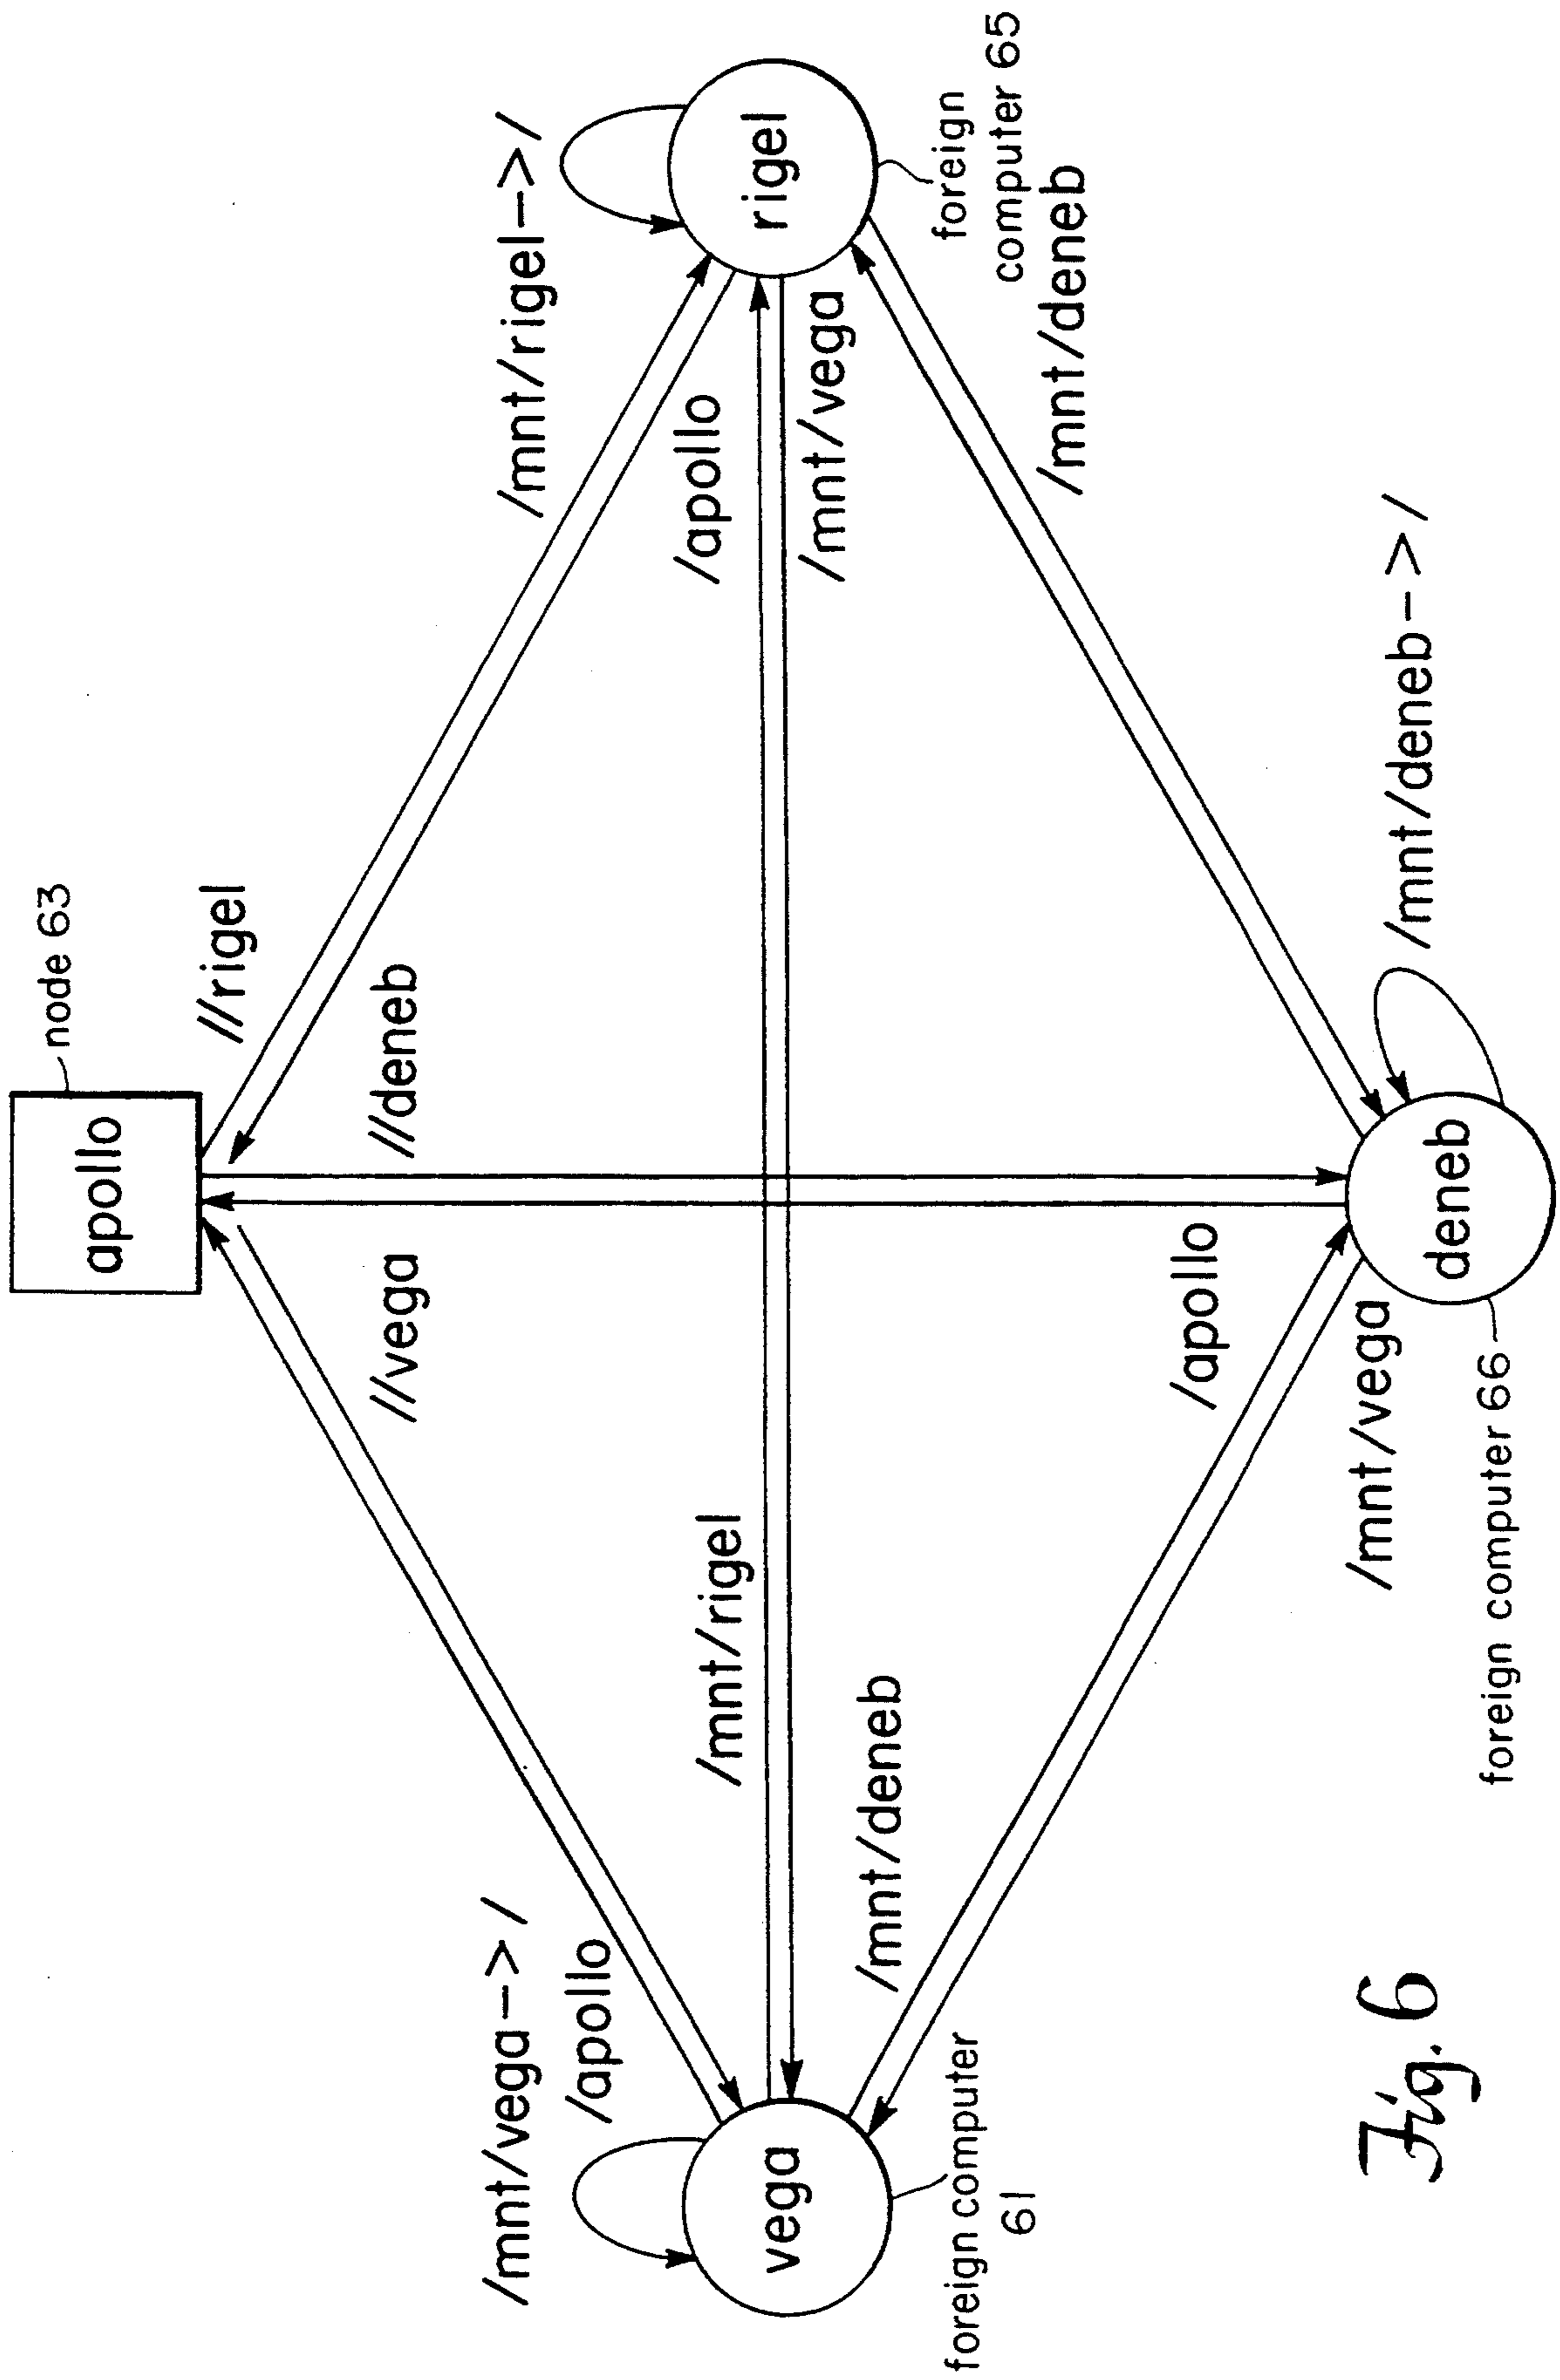 apollo
node 63
//rigel
//deneb
//vega
/mnt/rigel->/
rigel
foreign
computer 65
/apollo
/mnt/vega
/mnt/deneb
/mnt/vega->/
/apollo
vega
foreign computer
61
/mnt/rigel
/mnt/deneb
/apollo
/mnt/vega
deneb
/mnt/deneb->/
foreign computer 66
Fig. 6